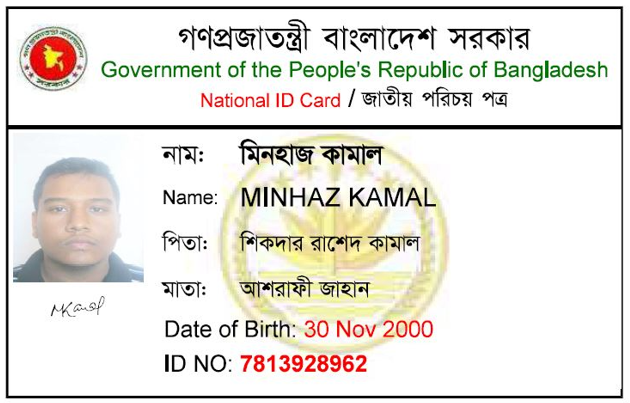 গণপ্রজাতন্ত্রী বাংলাদেশ সরকার
Government of the People's Republic of Bangladesh
National ID Card / জাতীয় পরিচয় পত্র
নাম: মিনহাজ কামাল
Name: MINHAZ KAMAL
পিতা: শিকদার রাশেদ কামাল
মাতা: আশরাফী জাহান
MKamal
Date of Birth: 30 Nov 2000
ID NO: 7813928962